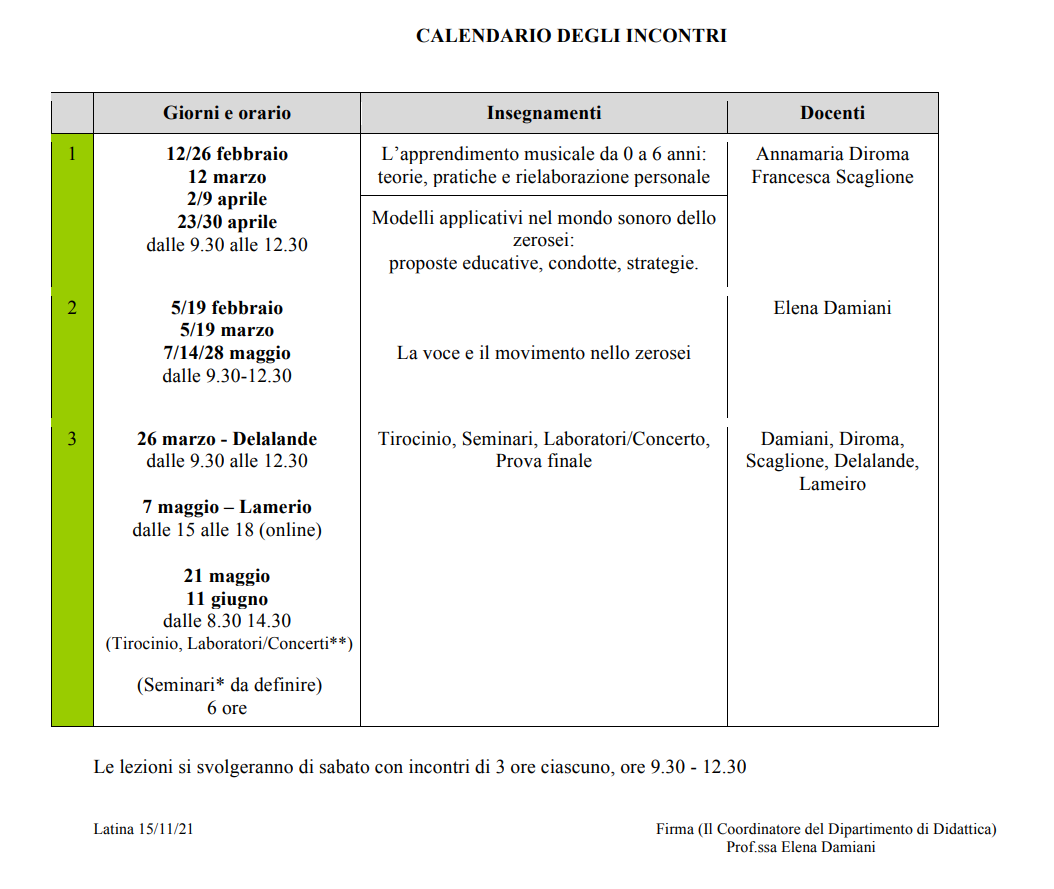 CALENDARIO DEGLI INCONTRI
Giorni e orario
Insegnamenti
Docenti
1
12/26 febbraio
12 marzo
2/9 aprile
23/30 aprile
dalle 9.30 alle 12.30
L’apprendimento musicale da 0 a 6 anni:
teorie, pratiche e rielaborazione personale
Modelli applicativi nel mondo sonoro dello
zerosei:
proposte educative, condotte, strategie.
Annamaria Diroma
Francesca Scaglione
2
5/19 febbraio
5/19 marzo
7/14/28 maggio
dalle 9.30-12.30
La voce e il movimento nello zerosei
Elena Damiani
3
26 marzo - Delalande
dalle 9.30 alle 12.30
7 maggio – Lamerio
dalle 15 alle 18 (online)
21 maggio
11 giugno
dalle 8.30 14.30
(Tirocinio, Laboratori/Concerti**)
(Seminari* da definire)
6 ore
Tirocinio, Seminari, Laboratori/Concerto,
Prova finale
Damiani, Diroma,
Scaglione, Delalande,
Lameiro
Le lezioni si svolgeranno di sabato con incontri di 3 ore ciascuno, ore 9.30 - 12.30
Latina 15/11/21
Firma (Il Coordinatore del Dipartimento di Didattica)
Prof.ssa Elena Damiani